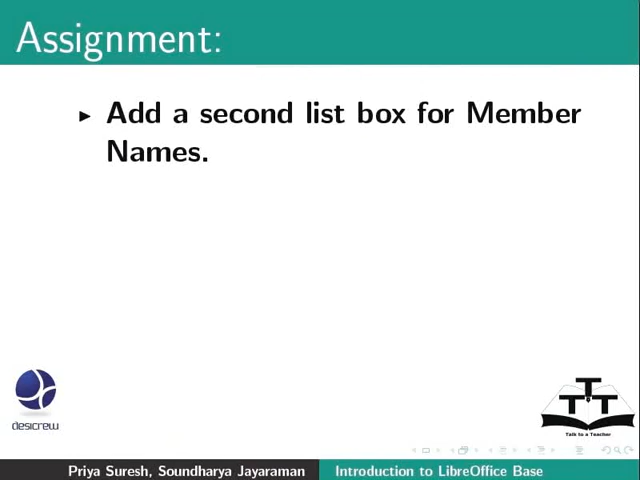 Assignment:
Add a second list box for Member
Names.
desicrew
TTT
Talk to a Teacher
Priya Suresh, Soundharya Jayaraman
Introduction to LibreOffice Base